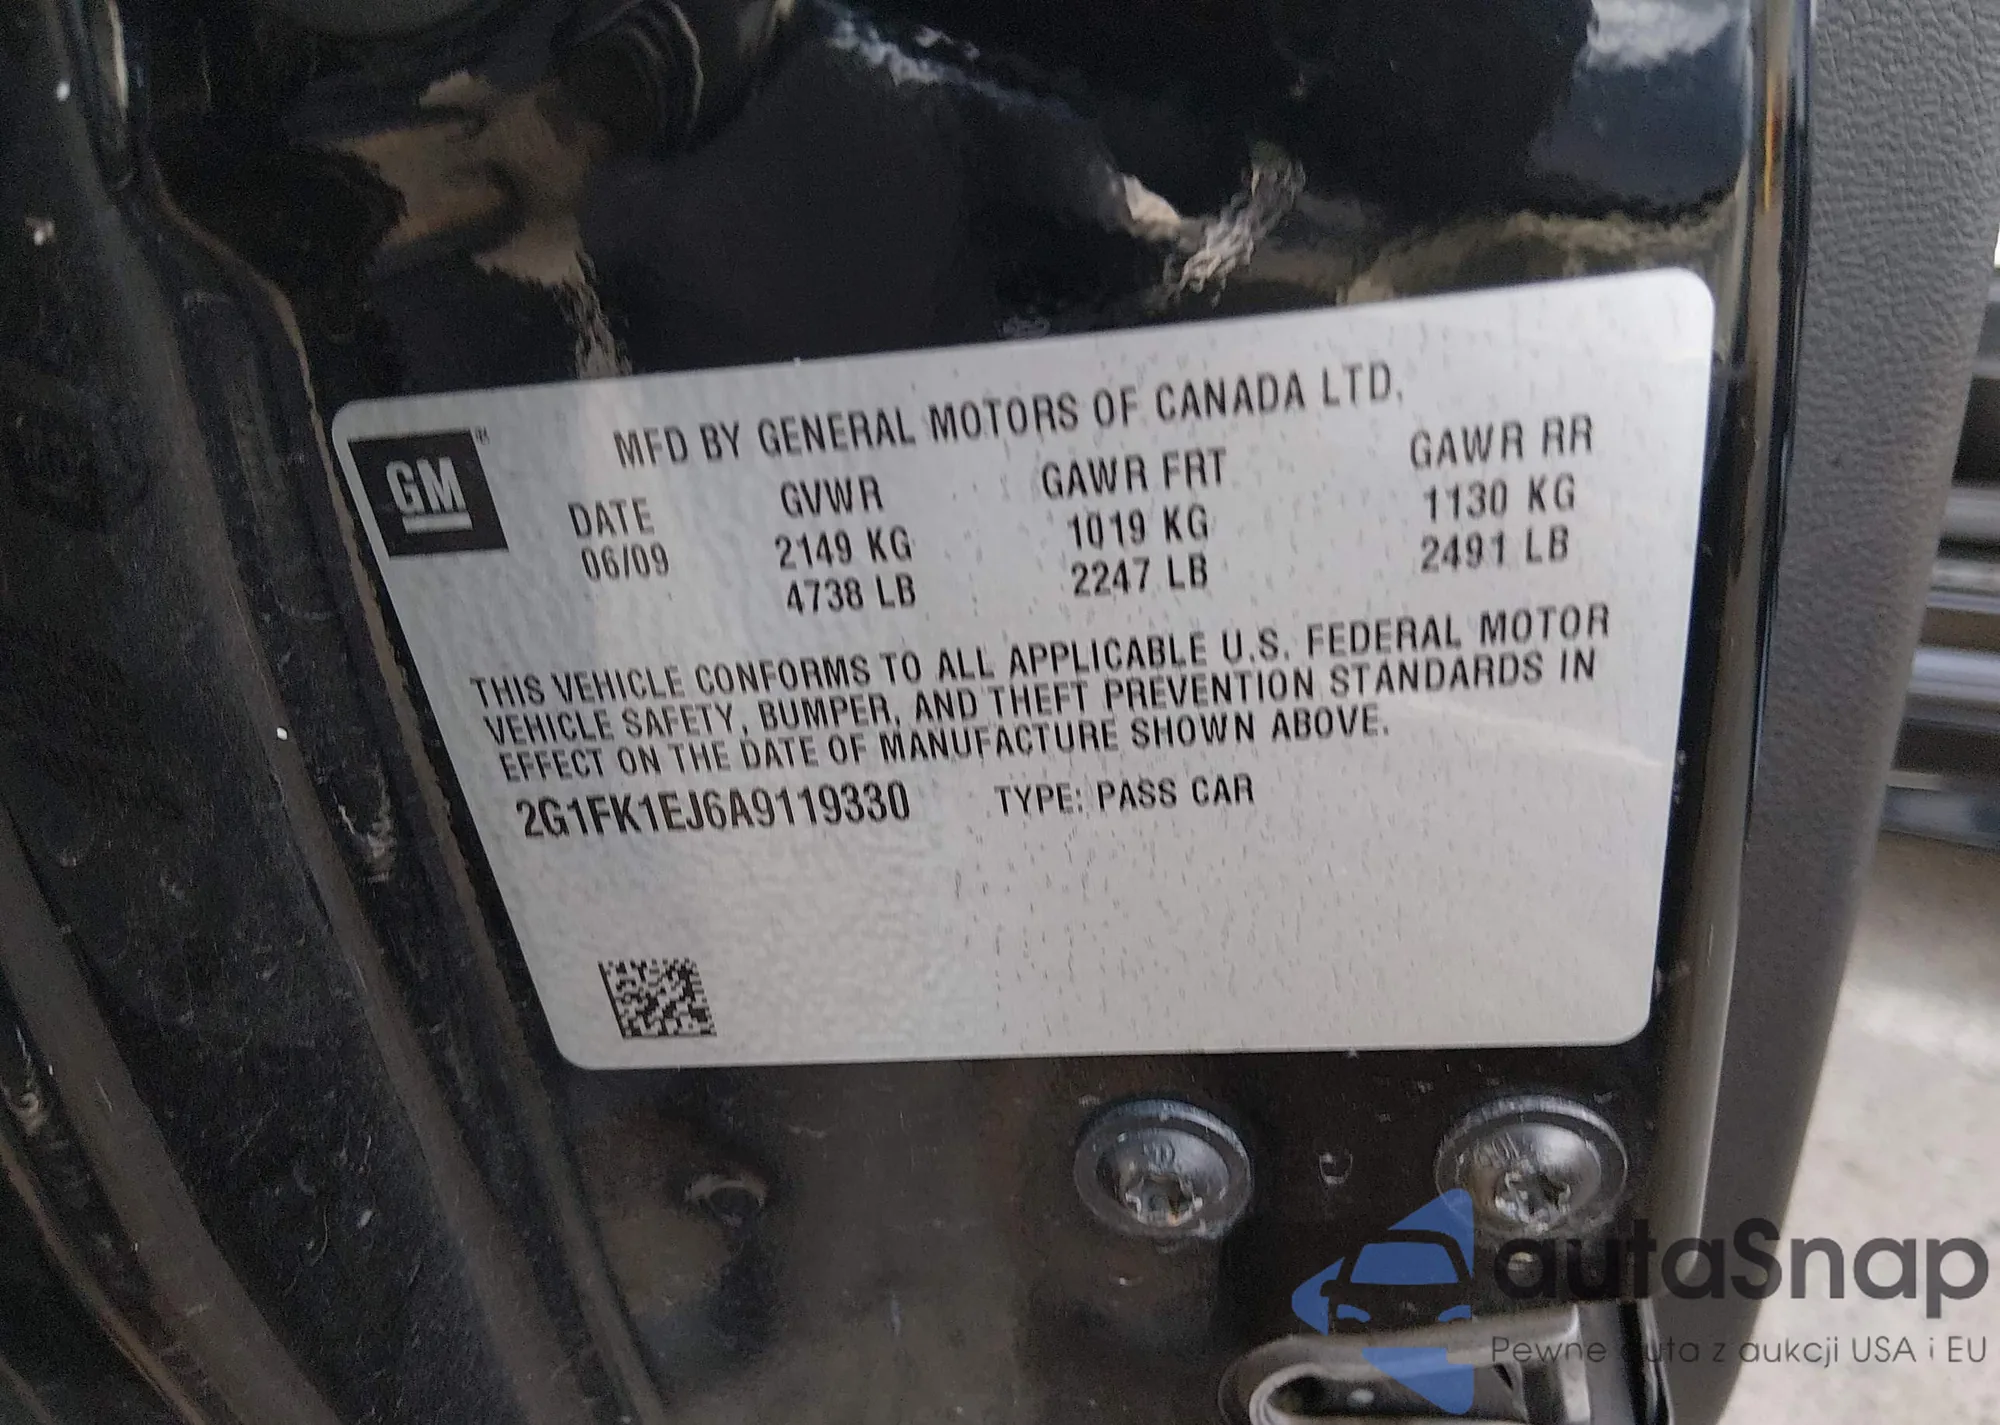 GM
MFD BY GENERAL MOTORS OF CANADA LTD.
DATE GVWR GAWR FRT GAWR RR
06/09 2149 KG 1019 KG 1130 KG
4738 LB 2247 LB 2491 LB
THIS VEHICLE CONFORMS TO ALL APPLICABLE U.S. FEDERAL MOTOR
VEHICLE SAFETY, BUMPER, AND THEFT PREVENTION STANDARDS IN
EFFECT ON THE DATE OF MANUFACTURE SHOWN ABOVE.
2G1FK1EJ6A9119330 TYPE: PASS CAR
autaSnap
Pewne auta z aukcji USA i EU